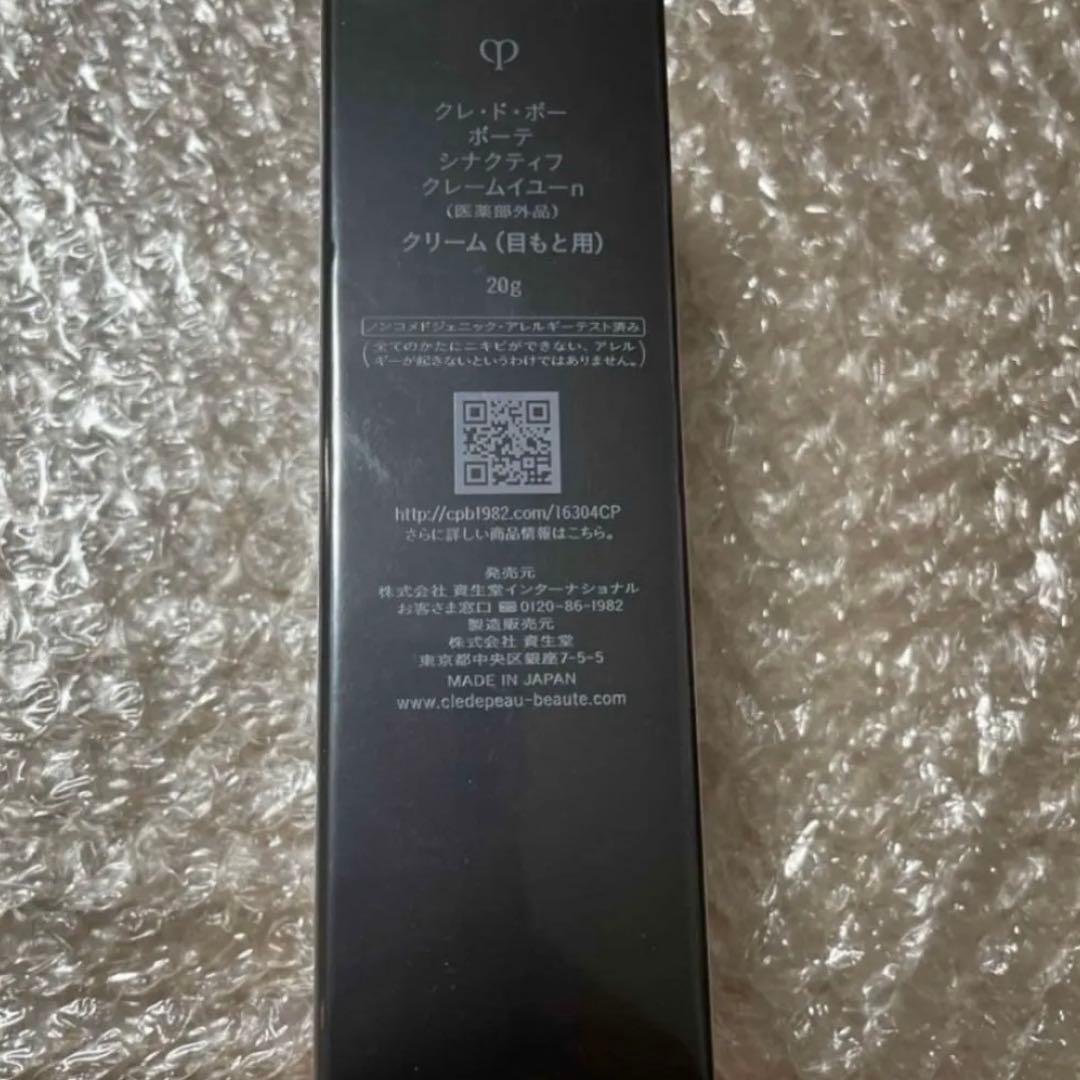 クレ・ド・ポー
ボーテ
シナクティフ
クレームイユーn
（医薬部外品）
クリーム（目もと用）
20g
ノンコメドジェニック・アレルギーテスト済み
（全てのかたにニキビができない、アレル
ギーが起きないというわけではありません。）
http://cpb1982.com/16304CP
さらに詳しい商品情報はこちら。
発売元
株式会社 資生堂インターナショナル
お客さま窓口 0120-86-1982
製造販売元
株式会社 資生堂
東京都中央区銀座7-5-5
MADE IN JAPAN
www.cledepeau-beaute.com